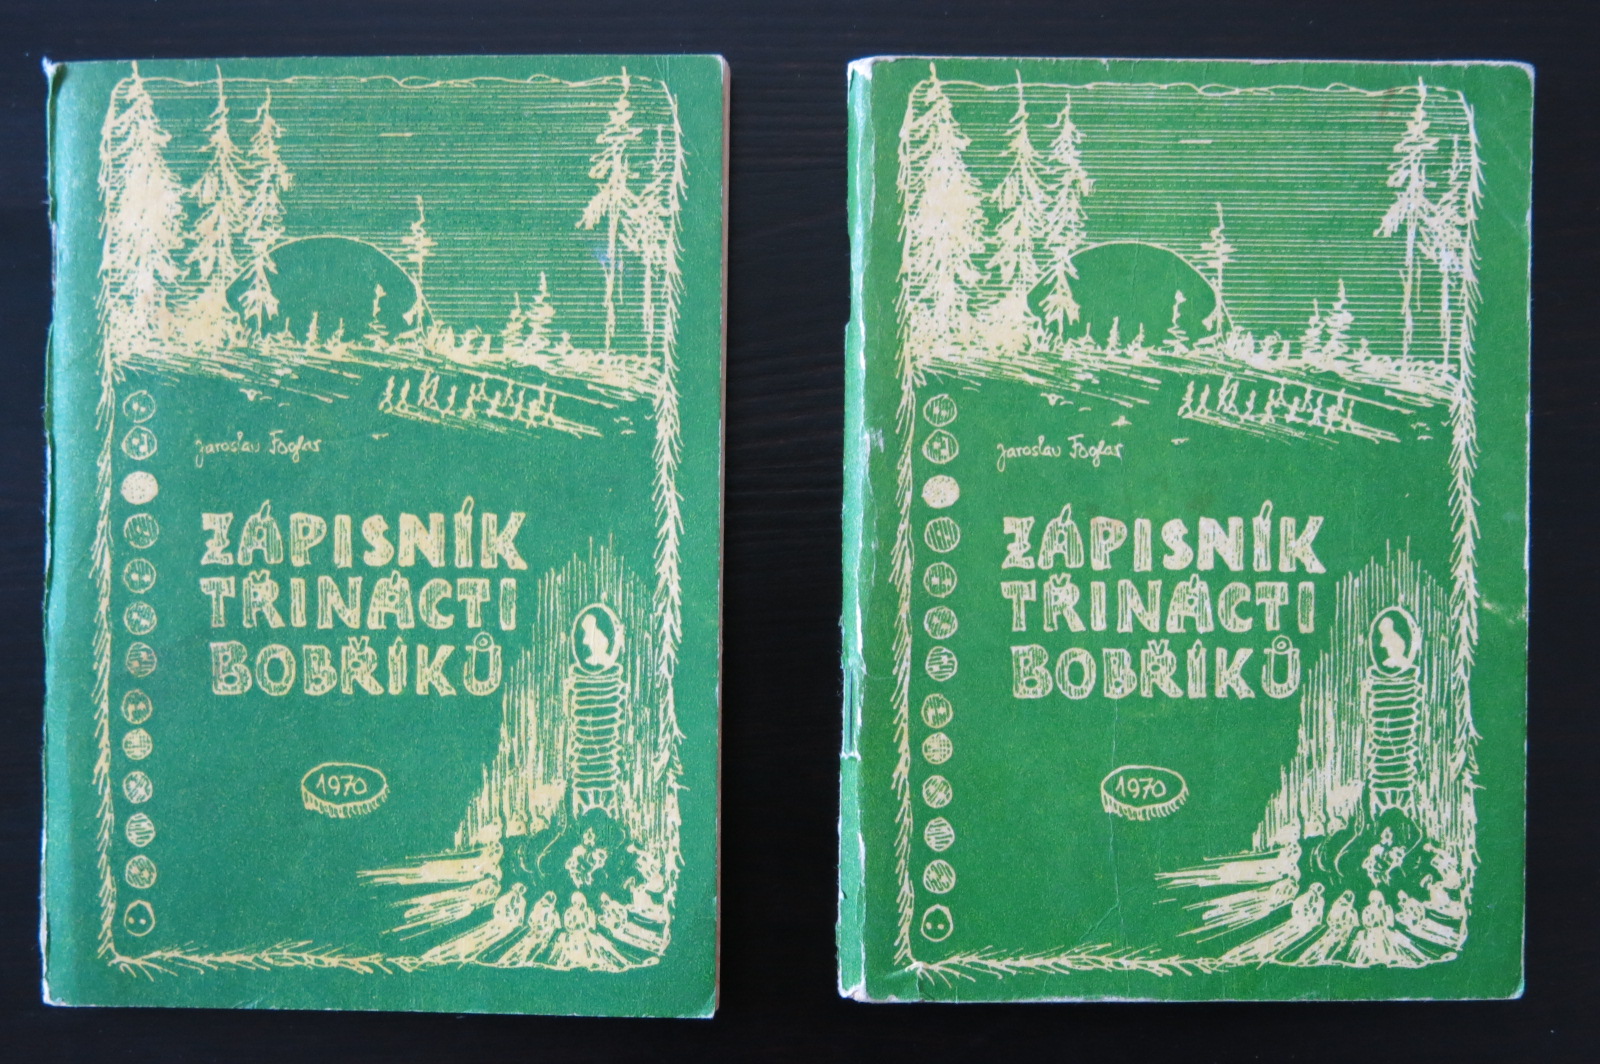 Jaroslav Foglar
ZÁPISNÍK
TŘINÁCTI
BOBŘÍKŮ
1970
Jaroslav Foglar
ZÁPISNÍK
TŘINÁCTI
BOBŘÍKŮ
1970